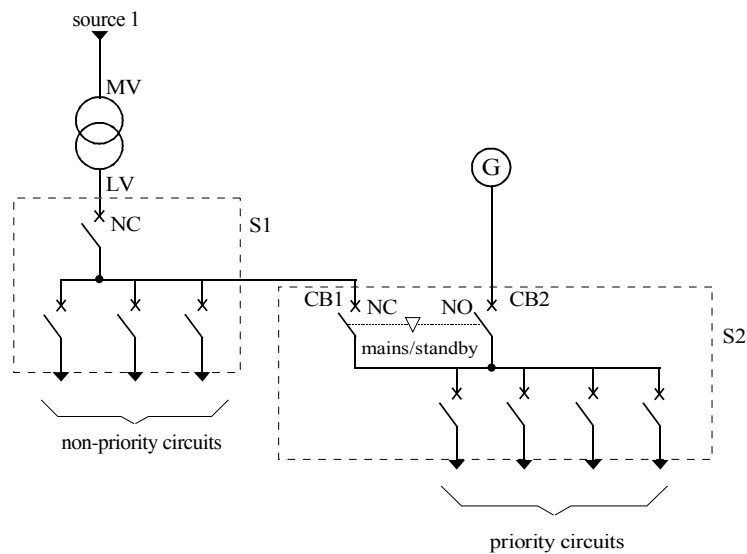 source 1
MV
LV
NC
S1
G
CB1
NC
NO
CB2
mains/standby
S2
non-priority circuits
priority circuits